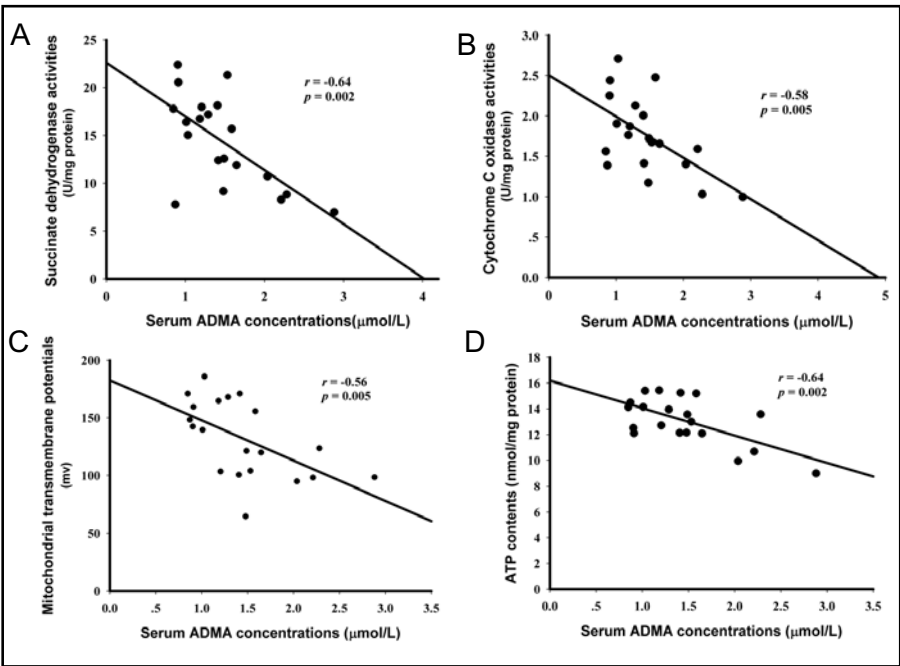 A
Succinate dehydrogenase activities
(U/mg protein)
25
20
15
10
5
0
r = -0.64
p = 0.002
0 1 2 3 4
Serum ADMA concentrations(μmol/L)
B
Cytochrome C oxidase activities
(U/mg protein)
3.0
2.5
2.0
1.5
1.0
.5
0.0
r = -0.58
p = 0.005
0 1 2 3 4 5
Serum ADMA concentrations (μmol/L)
C
Mitochondrial transmembrane potentials
(mv)
200
150
100
50
0
r = -0.56
p = 0.005
0.0 .5 1.0 1.5 2.0 2.5 3.0 3.5
Serum ADMA concentrations (μmol/L)
D
ATP contents (nmol/mg protein)
18
16
14
12
10
8
6
4
2
0
r = -0.64
p = 0.002
0.0 .5 1.0 1.5 2.0 2.5 3.0 3.5
Serum ADMA concentrations (μmol/L)